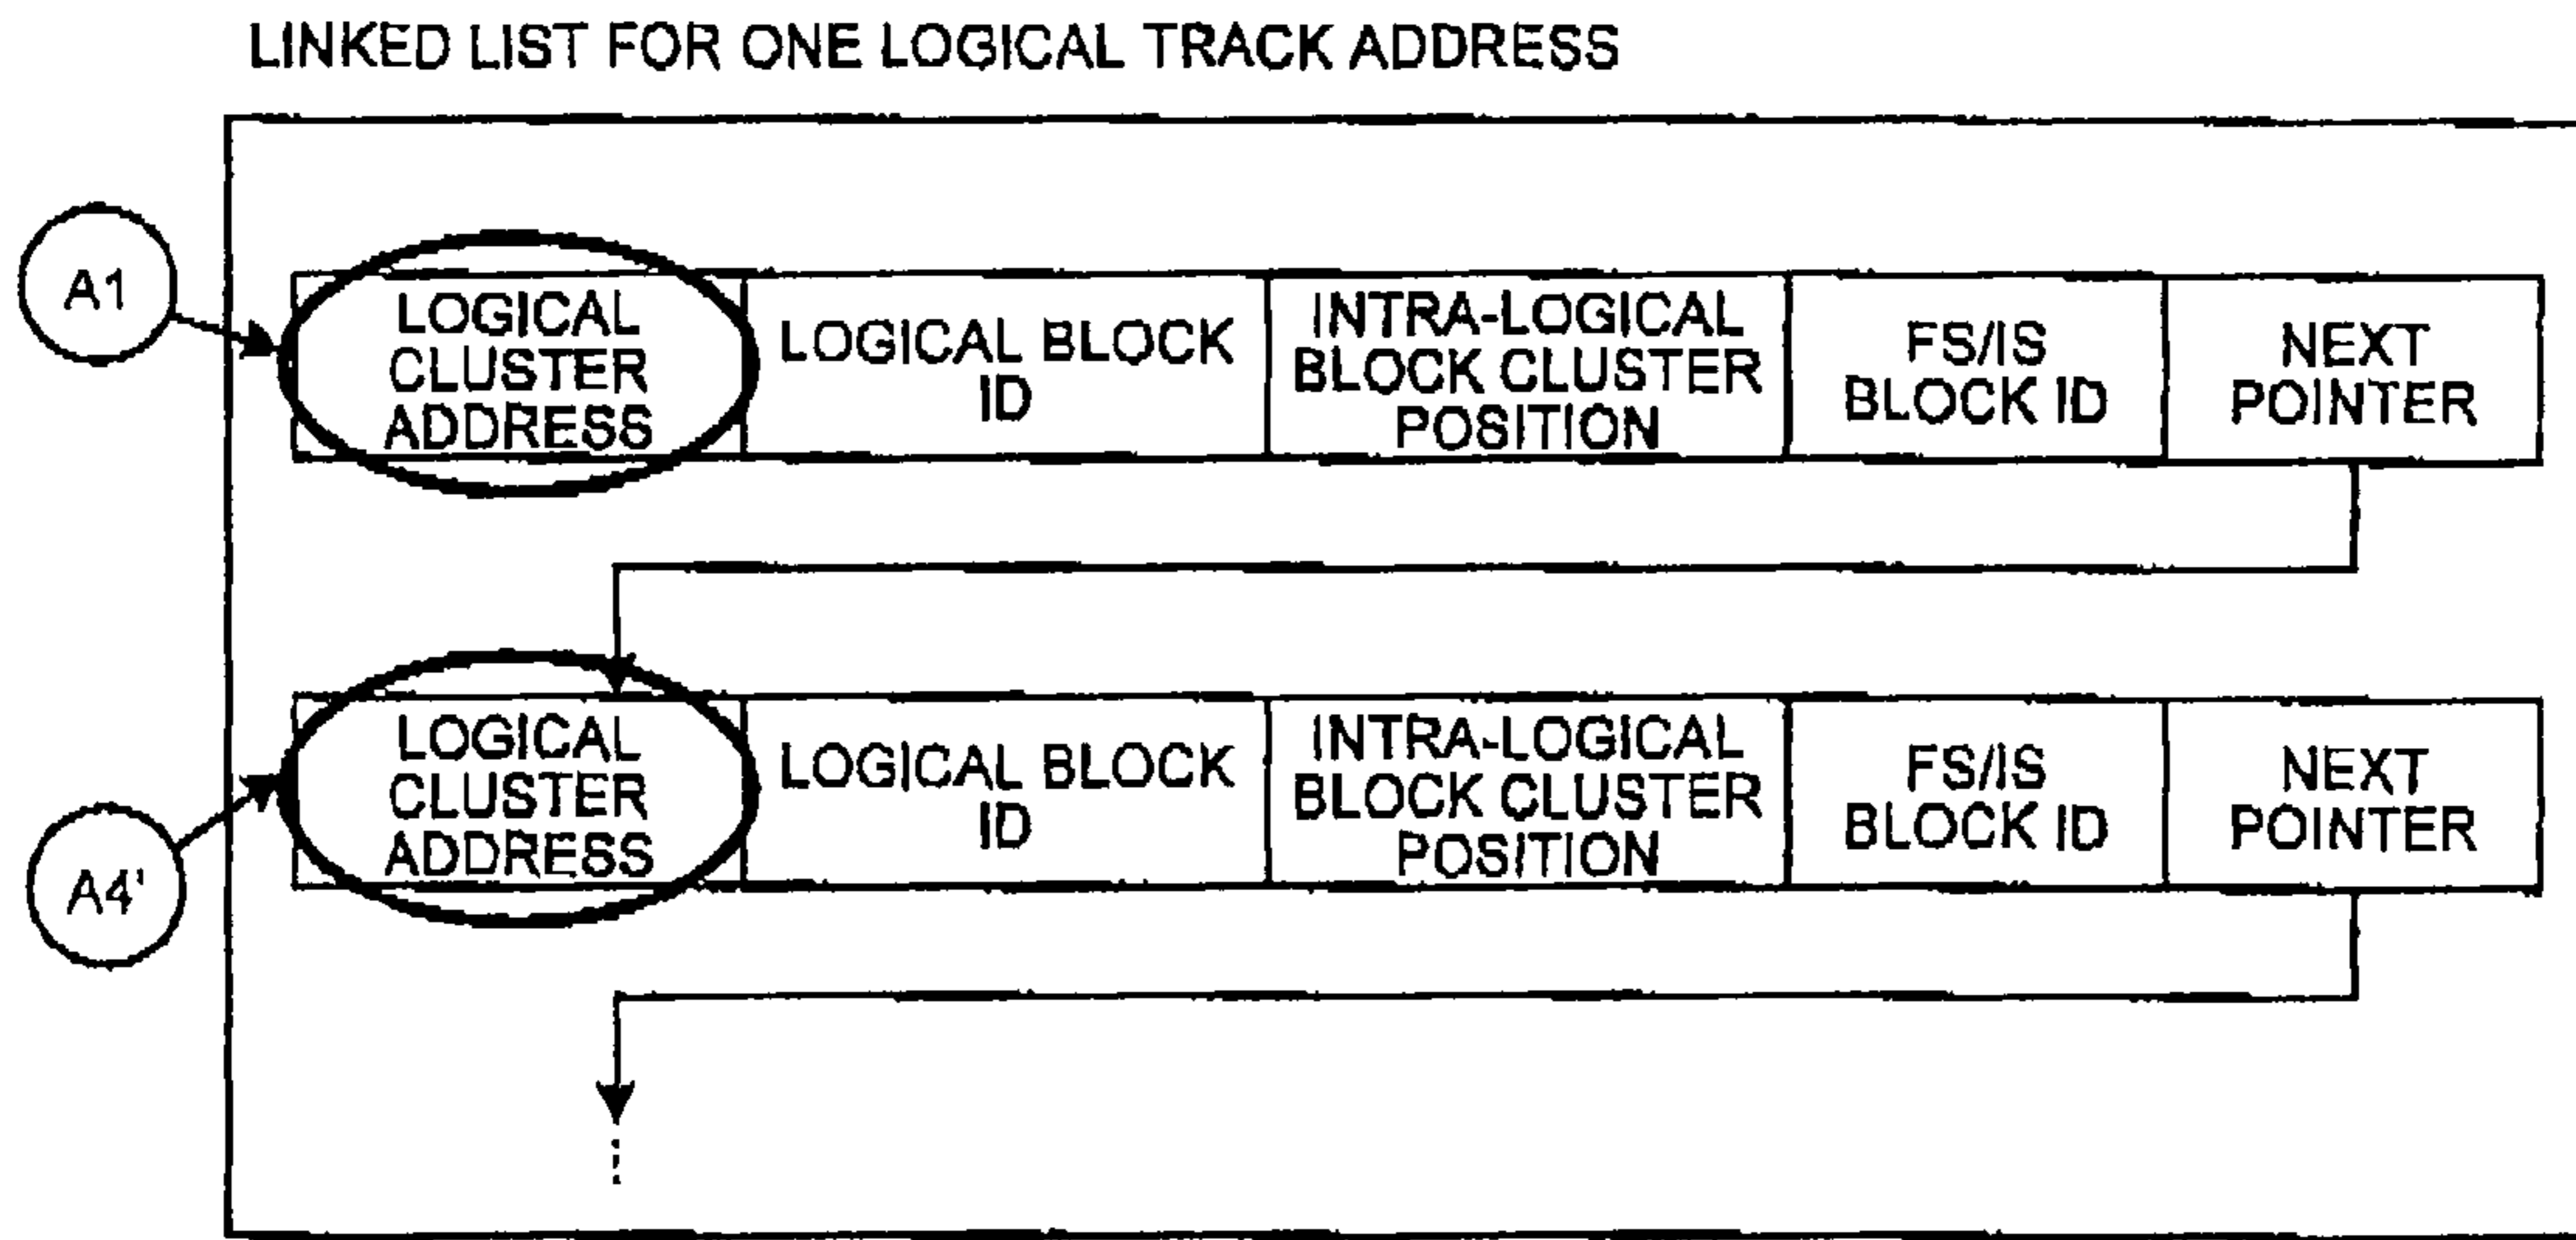 LINKED LIST FOR ONE LOGICAL TRACK ADDRESS
A1
LOGICAL
CLUSTER
ADDRESS
LOGICAL BLOCK
ID
INTRA-LOGICAL
BLOCK CLUSTER
POSITION
FS/IS
BLOCK ID
NEXT
POINTER
A4'
LOGICAL
CLUSTER
ADDRESS
LOGICAL BLOCK
ID
INTRA-LOGICAL
BLOCK CLUSTER
POSITION
FS/IS
BLOCK ID
NEXT
POINTER